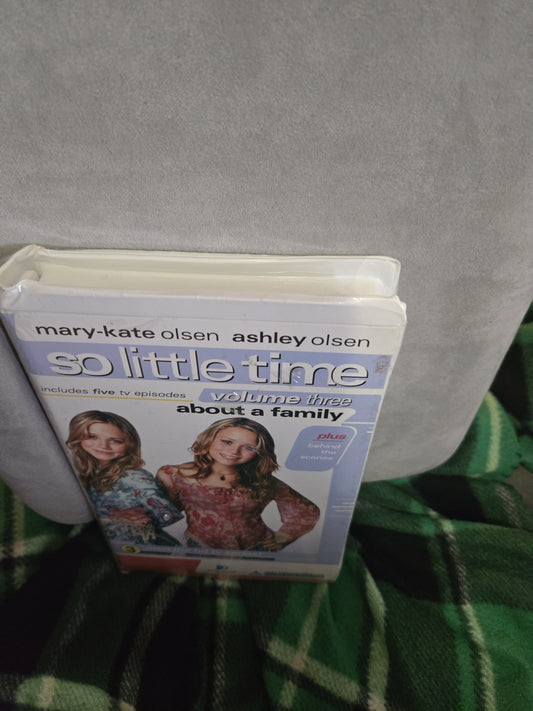 mary-kate olsen ashley olsen
so little time
includes five tv episodes
volume three
about a family
plus
behind
the
scenes
3